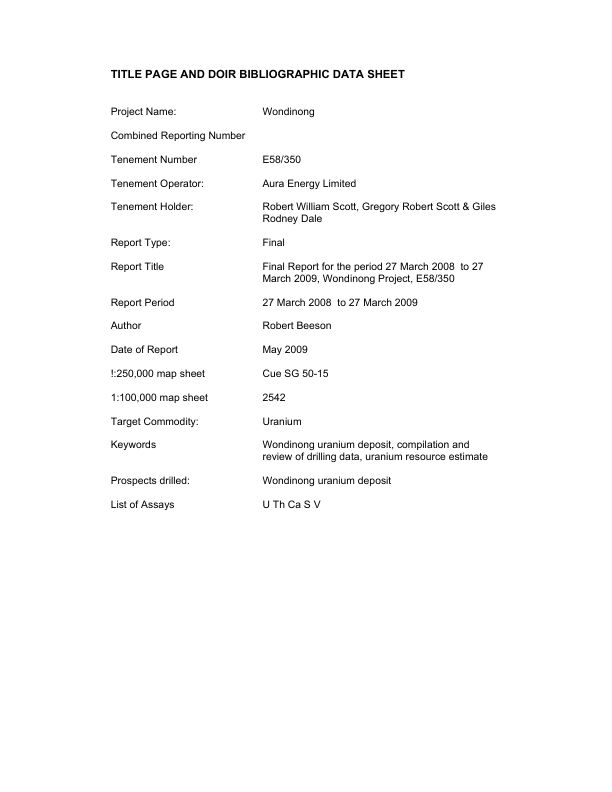 TITLE PAGE AND DOIR BIBLIOGRAPHIC DATA SHEET
Project Name: Wondinong
Combined Reporting Number
Tenement Number E58/350
Tenement Operator: Aura Energy Limited
Tenement Holder: Robert William Scott, Gregory Robert Scott & Giles
Rodney Dale
Report Type: Final
Report Title Final Report for the period 27 March 2008  to 27
March 2009, Wondinong Project, E58/350
Report Period 27 March 2008  to 27 March 2009
Author Robert Beeson
Date of Report May 2009
!:250,000 map sheet Cue SG 50-15
1:100,000 map sheet 2542
Target Commodity: Uranium
Keywords Wondinong uranium deposit, compilation and
review of drilling data, uranium resource estimate
Prospects drilled: Wondinong uranium deposit
List of Assays U Th Ca S V